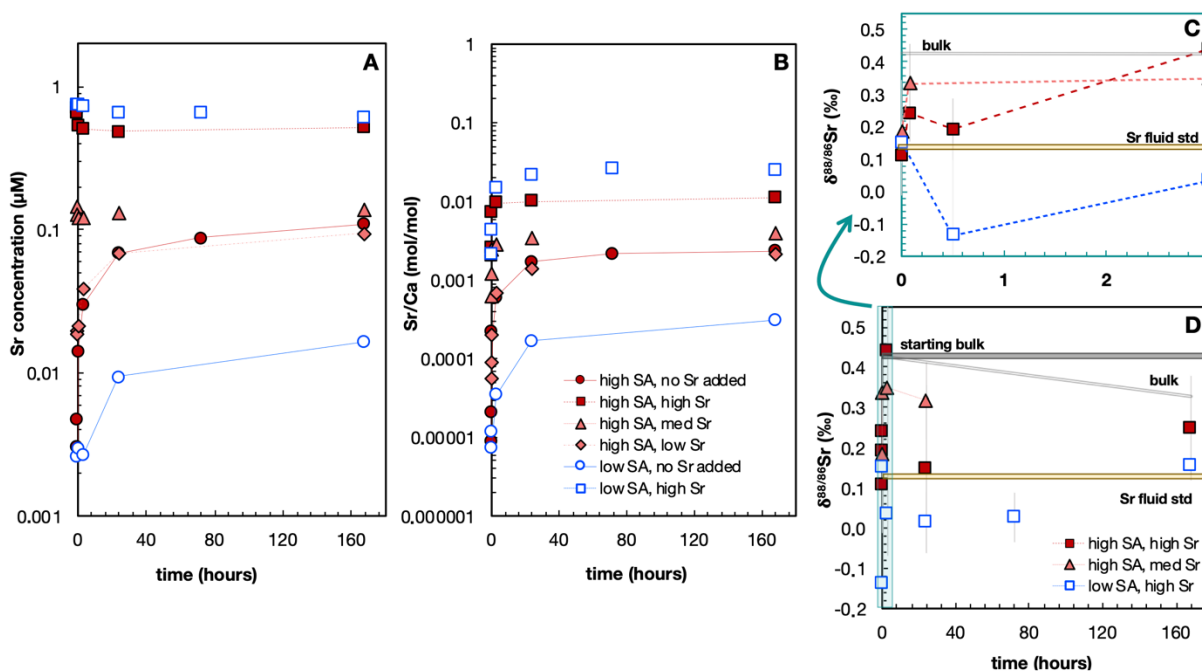 A
Sr concentration (µM)
1
0.1
0.01
0.001
0 40 80 120 160
time (hours)
B
Sr/Ca (mol/mol)
1
0.1
0.01
0.001
0.0001
0.00001
0.000001
high SA, no Sr added
high SA, high Sr
high SA, med Sr
high SA, low Sr
low SA, no Sr added
low SA, high Sr
0 40 80 120 160
time (hours)
C
δ88/86Sr (‰)
0.5
0.4
0.3
0.2
0.1
0.0
-0.1
-0.2
bulk
Sr fluid std
0 1 2
D
δ88/86Sr (‰)
0.5
0.4
0.3
0.2
0.1
0.0
-0.1
-0.2
starting bulk
bulk
Sr fluid std
high SA, high Sr
high SA, med Sr
low SA, high Sr
0 40 80 120 160
time (hours)